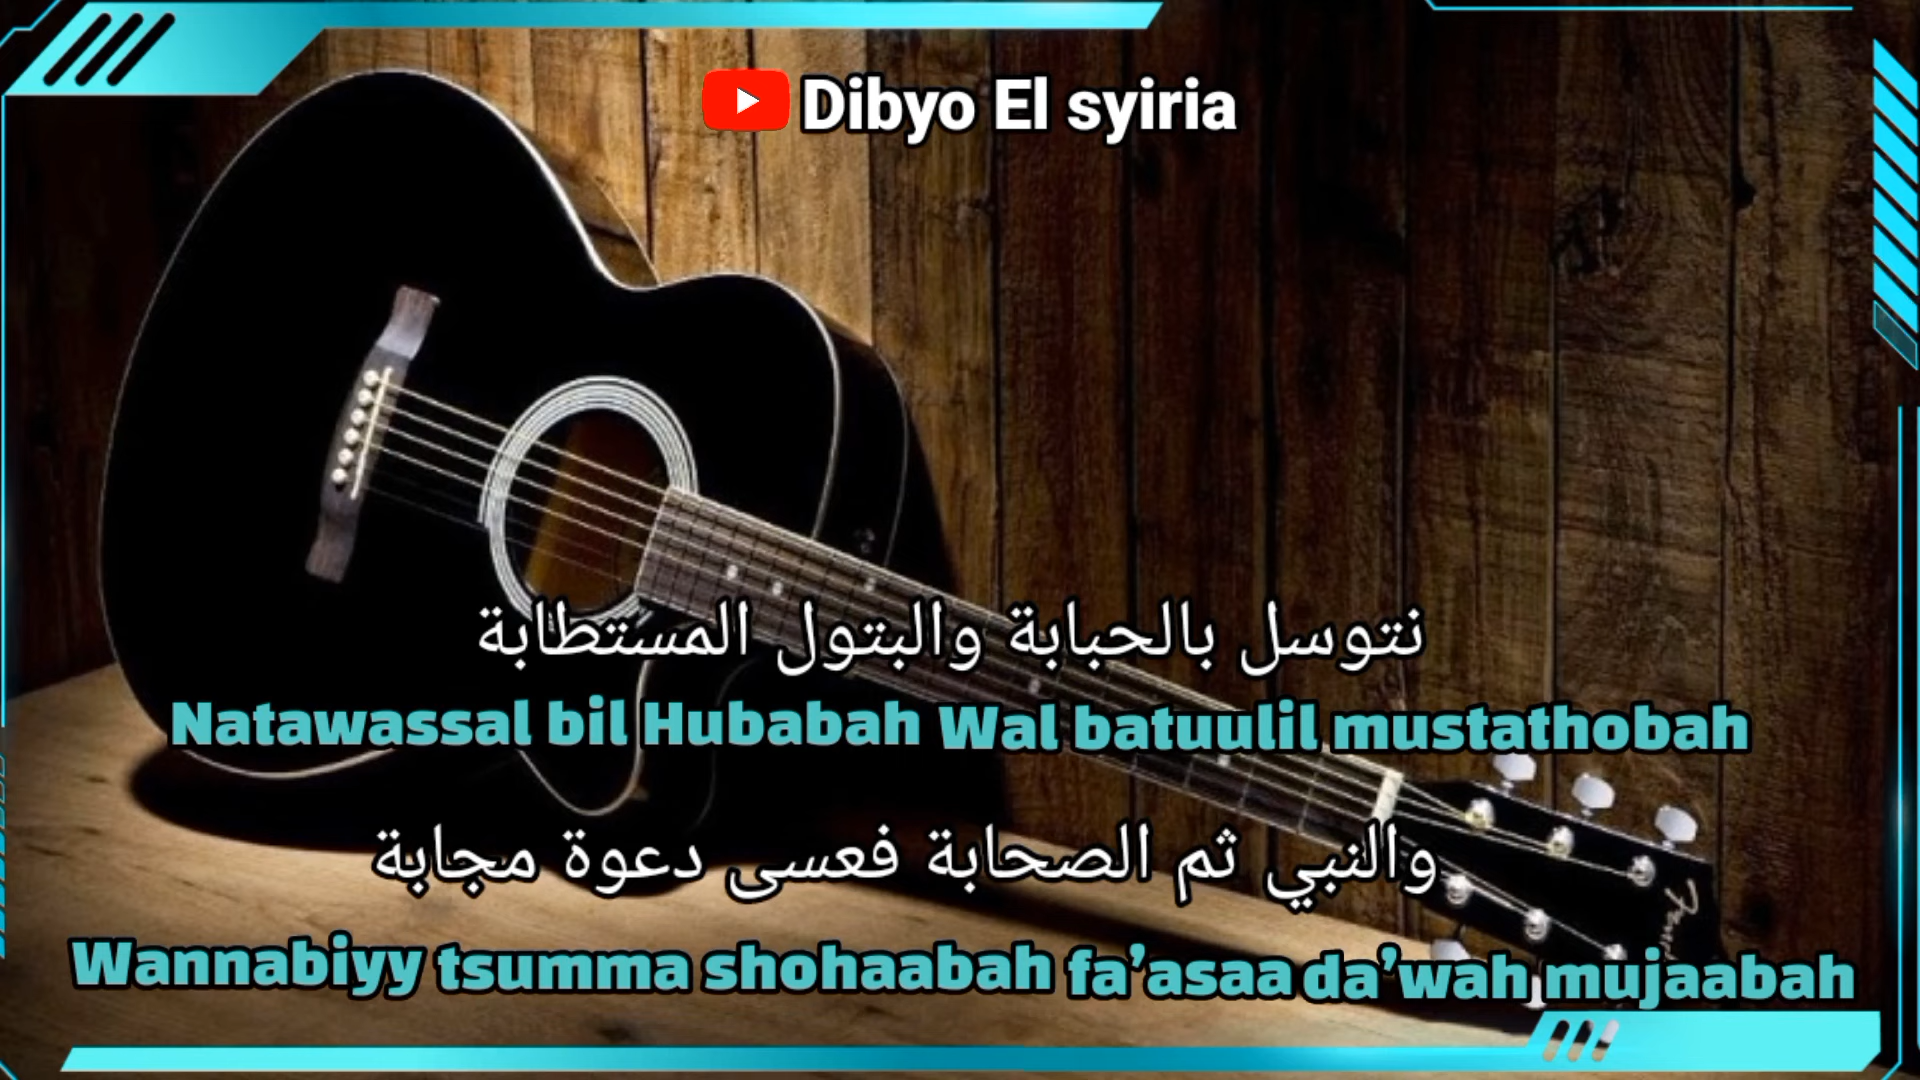 Dibyo El syiria
نتوسل بالحبابة والبتول المستطابة
Natawassal bil Hubabah Wal batuulil mustathobah
والنبي ثم الصحابة فعسى دعوة مجابة
Wannabiyy tsumma shohaabah fa’asaa da’wah mujaabah